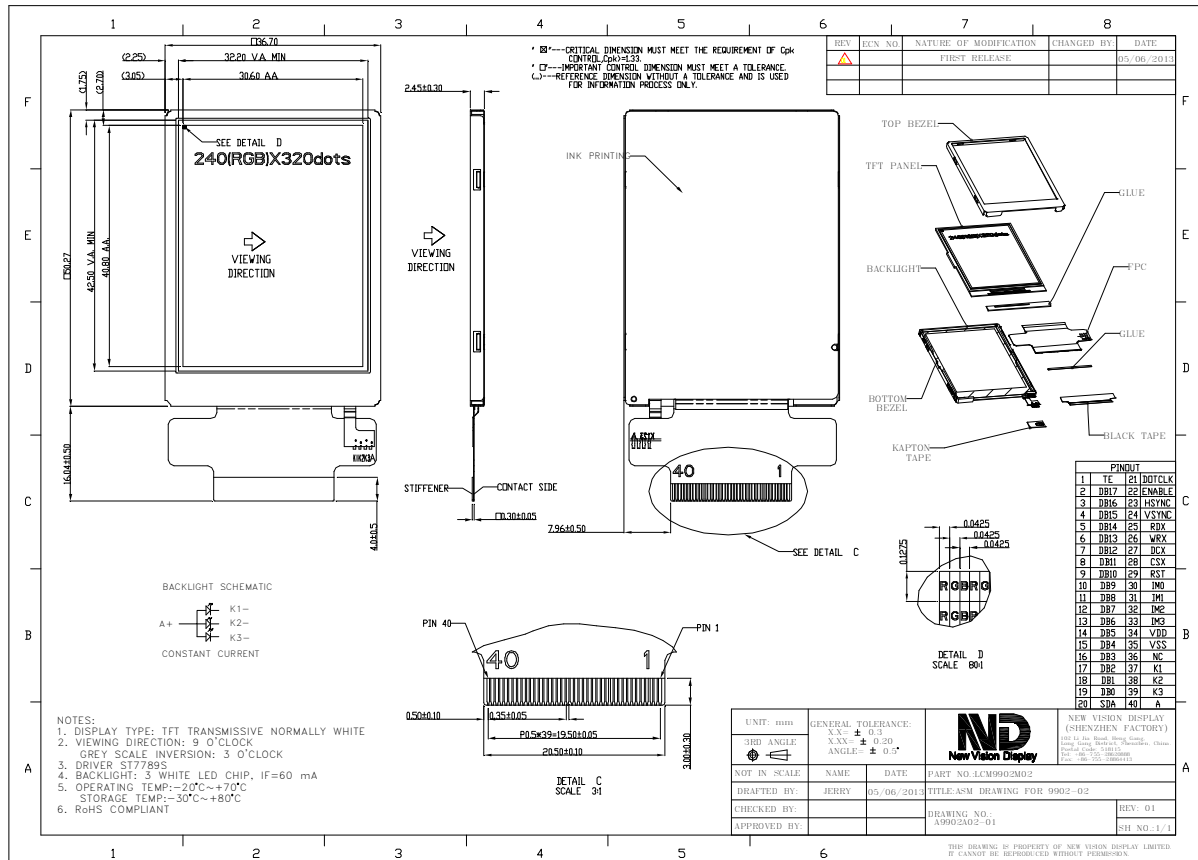 1 2 3 4 5 6 7 8
F
E
D
C
B
A
□36.70
(2.25) 32.20 V.A MIN
(3.05) 30.60 AA
(1.75)
(2.70)
SEE DETAIL D
240(RGB)X320dots
VIEWING
DIRECTION
□50.27
42.50 V.A. MIN
40.80 A.A.
16.04±0.50
4.0±0.5
2.45±0.30
VIEWING
DIRECTION
STIFFENER
CONTACT SIDE
□0.30±0.05
' ☒'---CRITICAL DIMENSION MUST MEET THE REQUIREMENT OF Cpk
CONTROL,Cpk>=1.33.
' □'---IMPORTANT CONTROL DIMENSION MUST MEET A TOLERANCE.
(...)---REFERENCE DIMENSION WITHOUT A TOLERANCE AND IS USED
FOR INFORMATION PROCESS ONLY.
INK PRINTING
40 1
7.96±0.50
SEE DETAIL C
REV ECN NO NATURE OF MODIFICATION CHANGED BY: DATE
FIRST RELEASE 05/06/2013
TOP BEZEL
TFT PANEL
GLUE
BACKLIGHT
FPC
GLUE
BOTTOM
BEZEL
BLACK TAPE
KAPTON
TAPE
PINOUT
1 TE 21 DOTCLK
2 DB17 22 ENABLE
3 DB16 23 HSYNC
4 DB15 24 VSYNC
5 DB14 25 RDX
6 DB13 26 WRX
7 DB12 27 DCX
8 DB11 28 CSX
9 DB10 29 RST
10 DB9 30 IM0
11 DB8 31 IM1
12 DB7 32 IM2
13 DB6 33 IM3
14 DB5 34 VDD
15 DB4 35 VSS
16 DB3 36 NC
17 DB2 37 K1
18 DB1 38 K2
19 DB0 39 K3
20 SDA 40 A
0.0425
0.0425
0.0425
0.1275
R G B R G
R G B R
DETAIL D
SCALE 80:1
BACKLIGHT SCHEMATIC
A+
K1-
K2-
K3-
CONSTANT CURRENT
PIN 40
PIN 1
40 1
0.50±0.10
0.35±0.05
P0.5*39=19.50±0.05
20.50±0.10
3.00±0.30
DETAIL C
SCALE 3:1
NOTES:
1. DISPLAY TYPE: TFT TRANSMISSIVE NORMALLY WHITE
2. VIEWING DIRECTION: 9 O'CLOCK
GREY SCALE INVERSION: 3 O'CLOCK
3. DRIVER ST7789S
4. BACKLIGHT: 3 WHITE LED CHIP, IF=60 mA
5. OPERATING TEMP:-20°C~+70°C
STORAGE TEMP:-30°C~+80°C
6. RoHS COMPLIANT
UNIT: mm
3RD ANGLE
GENERAL TOLERANCE:
X.X= ± 0.3
X.XX= ± 0.20
ANGLE= ± 0.5°
New Vision Display
NEW VISION DISPLAY
(SHENZHEN FACTORY)
NOT IN SCALE NAME DATE PART NO.:LCM9902M02
DRAFTED BY: JERRY 05/06/2013 TITLE:ASM DRAWING FOR 9902-02
CHECKED BY: DRAWING NO.: REV: 01
A9902A02-01
APPROVED BY: SH NO.:1/1
THIS DRAWING IS PROPERTY OF NEW VISION DISPLAY LIMITED
IT CANNOT BE REPRODUCED WITHOUT PERMISSION.
1 2 3 4 5 6